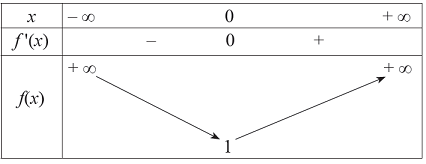 x – ∞ 0 + ∞
f '(x) – 0 +
+ ∞ + ∞
f(x)
1